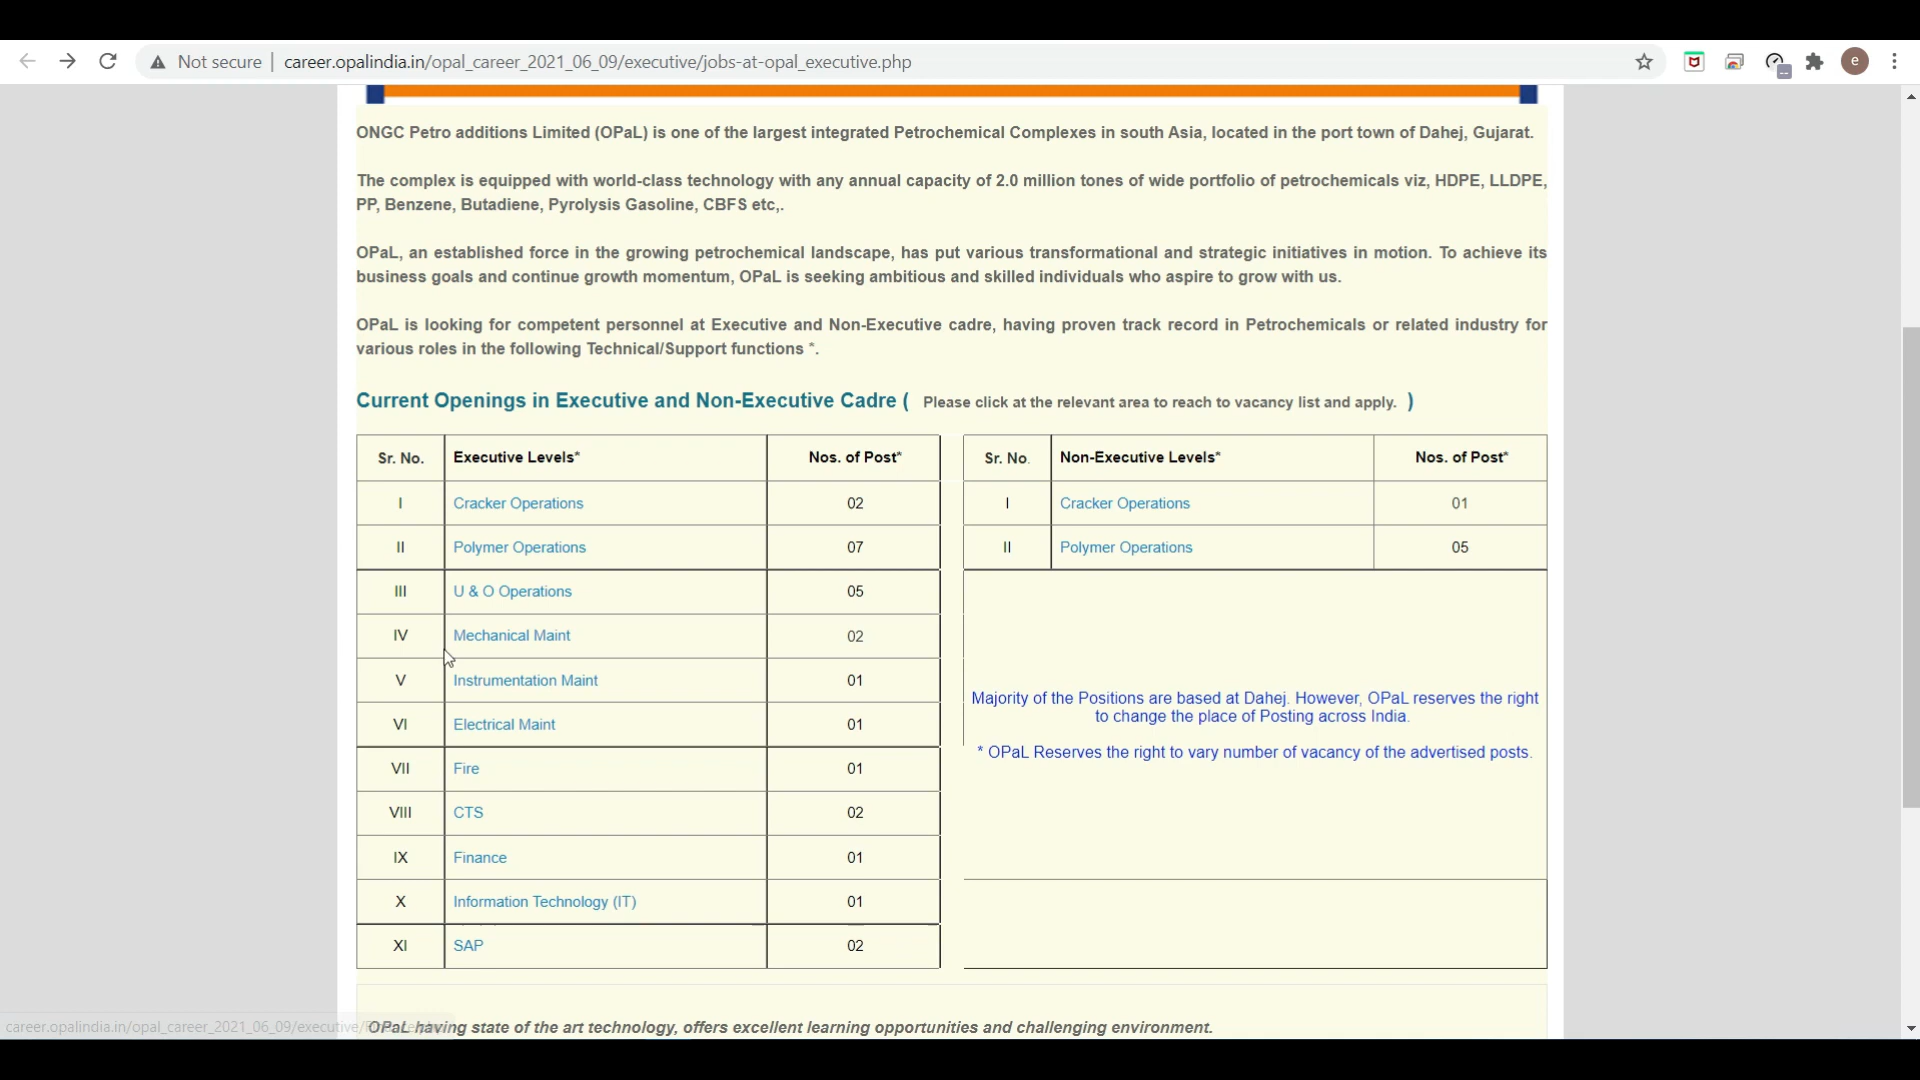 Not secure
career.opalindia.in/opal_career_2021_06_09/executive/jobs-at-opal_executive.php
e
ONGC Petro additions Limited (OPaL) is one of the largest integrated Petrochemical Complexes in south Asia, located in the port town of Dahej, Gujarat.
The complex is equipped with world-class technology with any annual capacity of 2.0 million tones of wide portfolio of petrochemicals viz, HDPE, LLDPE,
PP, Benzene, Butadiene, Pyrolysis Gasoline, CBFS etc,.
OPaL, an established force in the growing petrochemical landscape, has put various transformational and strategic initiatives in motion. To achieve its
business goals and continue growth momentum, OPaL is seeking ambitious and skilled individuals who aspire to grow with us.
OPaL is looking for competent personnel at Executive and Non-Executive cadre, having proven track record in Petrochemicals or related industry for
various roles in the following Technical/Support functions *.
Current Openings in Executive and Non-Executive Cadre ( Please click at the relevant area to reach to vacancy list and apply. )
Sr. No. Executive Levels* Nos. of Post*
I Cracker Operations 02
II Polymer Operations 07
III U & O Operations 05
IV Mechanical Maint 02
V Instrumentation Maint 01
VI Electrical Maint 01
VII Fire 01
VIII CTS 02
IX Finance 01
X Information Technology (IT) 01
XI SAP 02
Sr. No. Non-Executive Levels* Nos. of Post*
I Cracker Operations 01
II Polymer Operations 05
Majority of the Positions are based at Dahej. However, OPaL reserves the right
to change the place of Posting across India.
* OPaL Reserves the right to vary number of vacancy of the advertised posts.
OPaL having state of the art technology, offers excellent learning opportunities and challenging environment.
career.opalindia.in/opal_career_2021_06_09/executive/